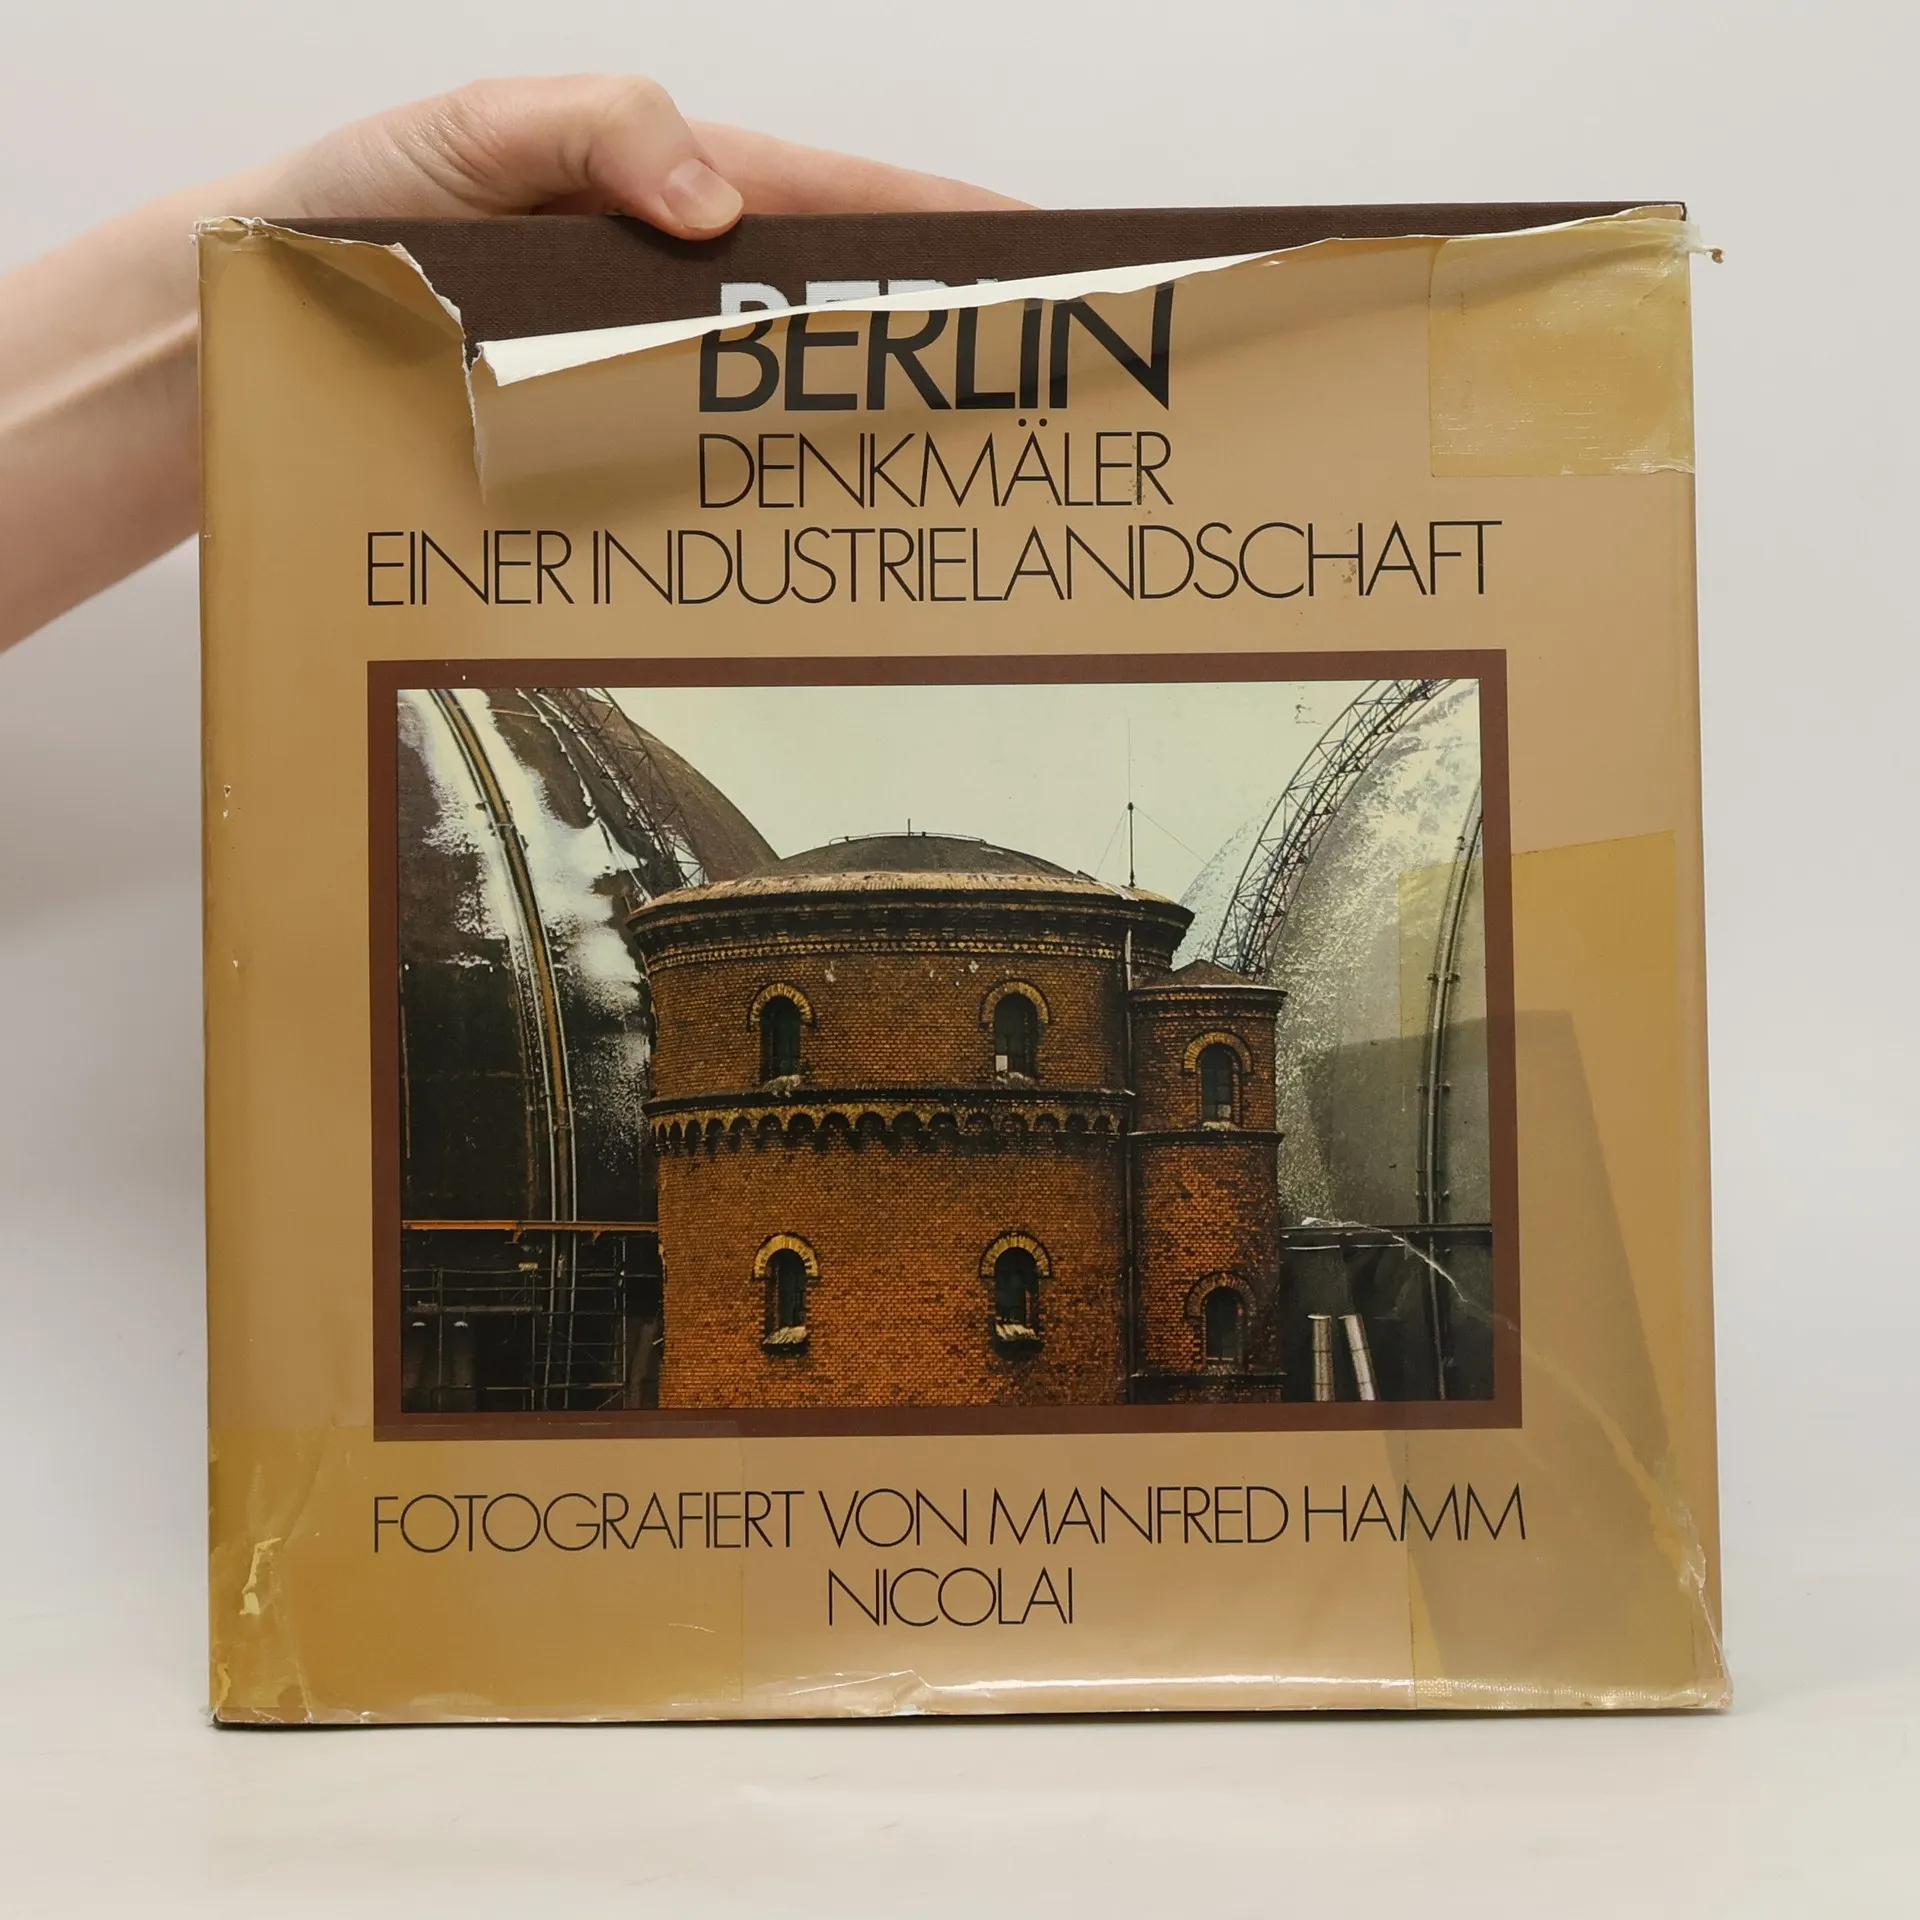 BERLIN
DENKMÄLER
EINER INDUSTRIELANDSCHAFT
FOTOGRAFIERT VON MANFRED HAMM
NICOLAI